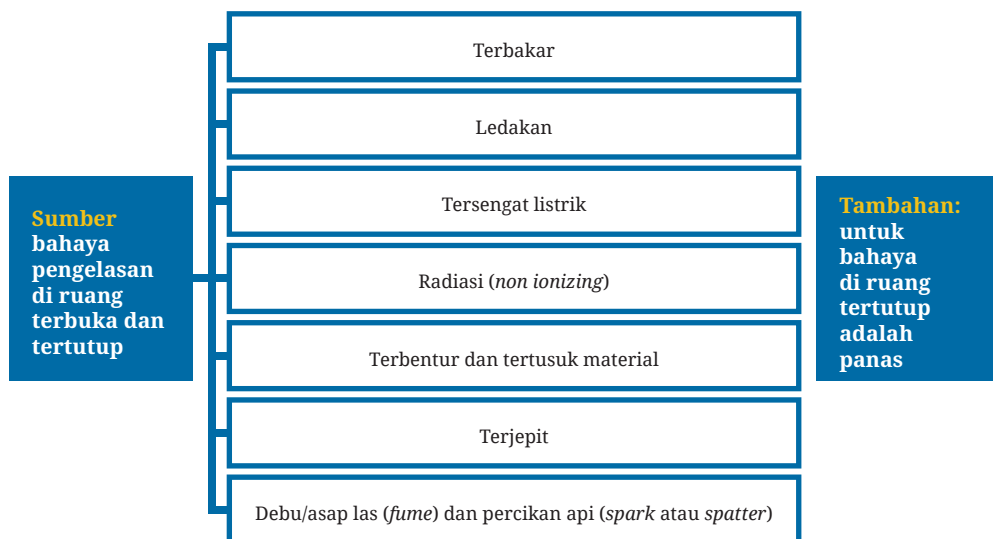 Sumber
bahaya
pengelasan
di ruang
terbuka dan
tertutup
Terbakar
Ledakan
Tersengat listrik
Radiasi (non ionizing)
Terbentur dan tertusuk material
Terjepit
Debu/asap las (fume) dan percikan api (spark atau spatter)
Tambahan:
untuk
bahaya
di ruang
tertutup
adalah
panas